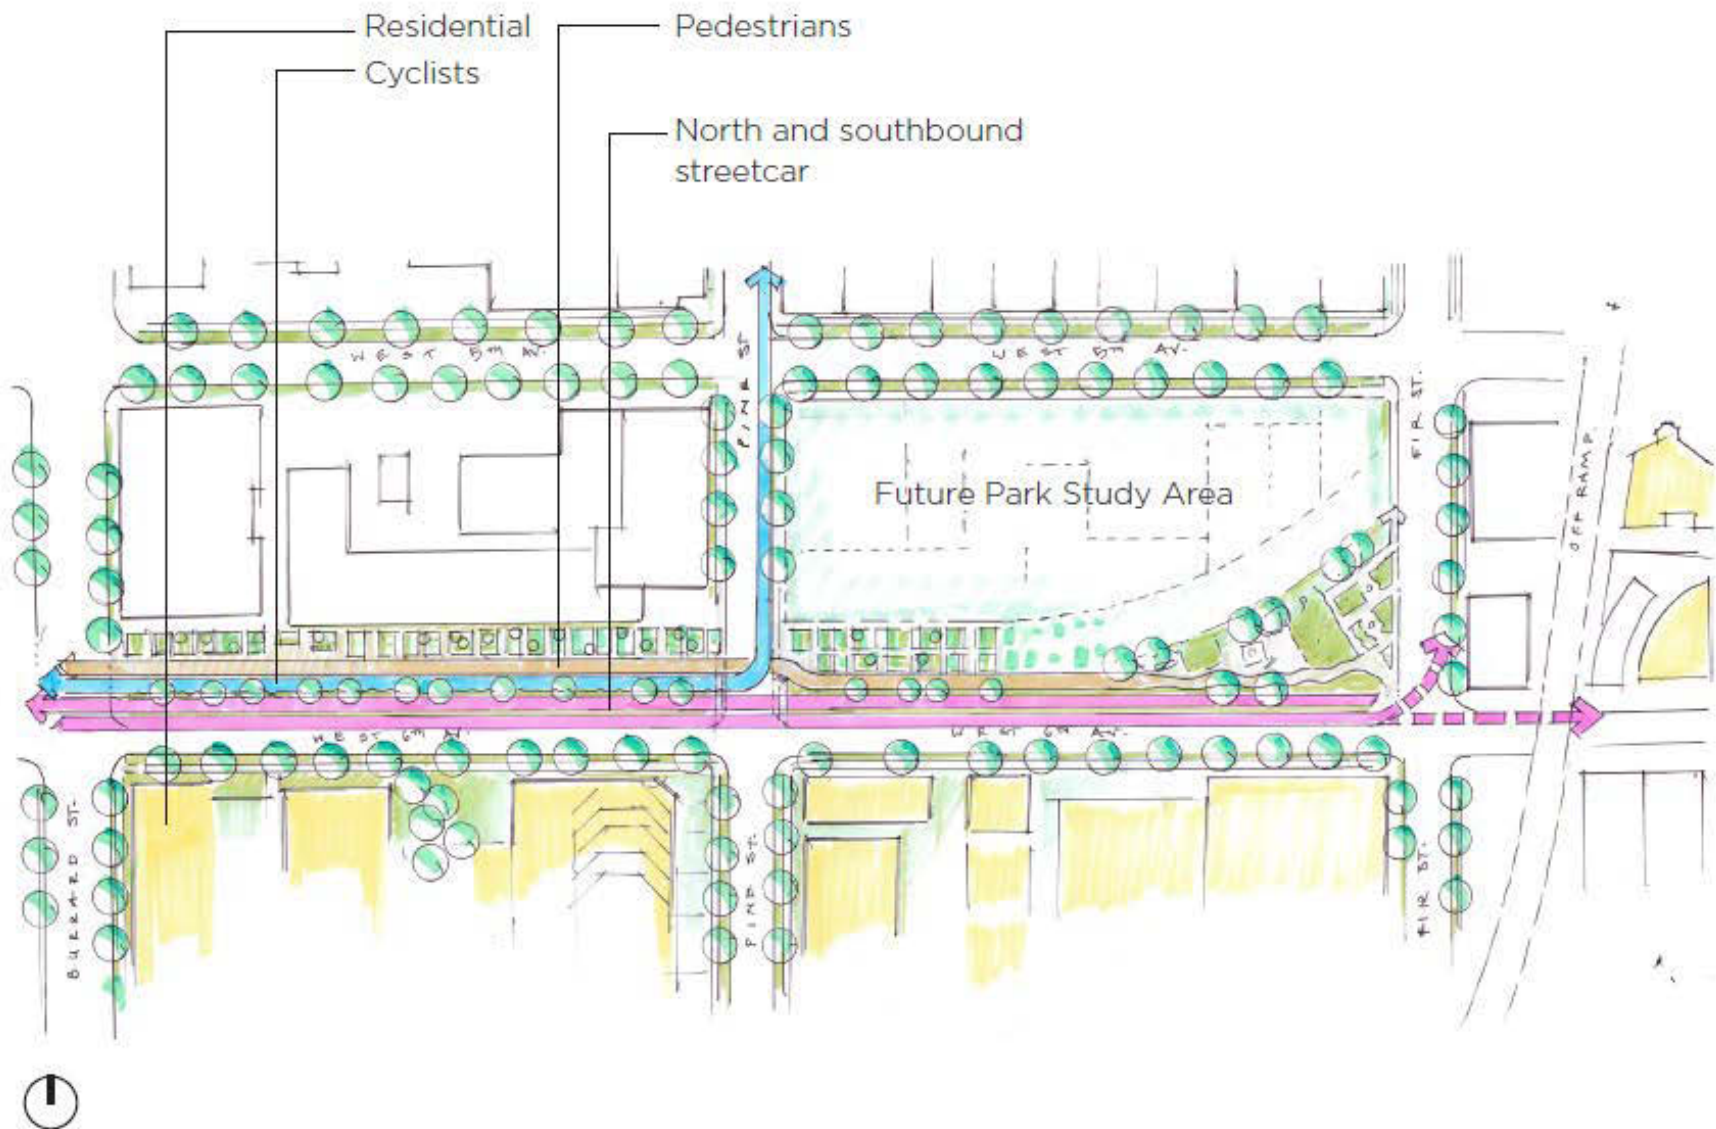 Residential
Pedestrians
Cyclists
North and southbound
streetcar
WEST 5TH AV.
WEST 5TH AV.
PINE ST
FIR ST.
Future Park Study Area
OFF RAMP
WEST 6TH AV.
WEST 6TH AV.
BURRARD ST.
PINE ST.
FIR ST.